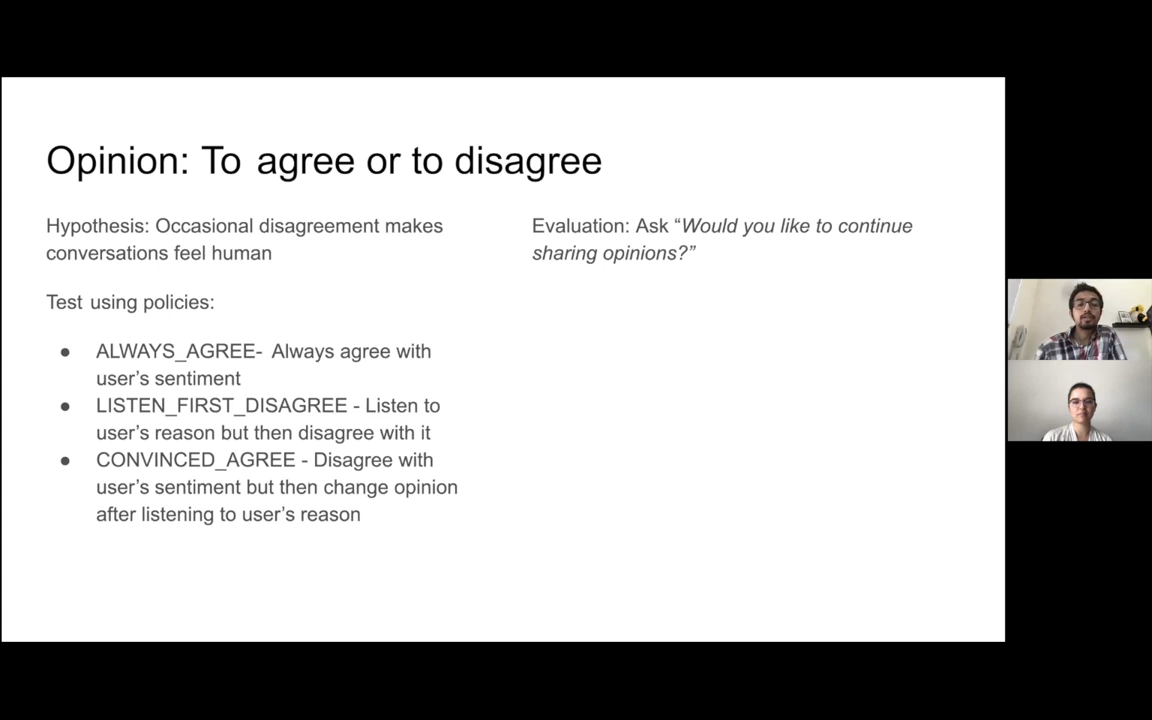 Opinion: To agree or to disagree
Hypothesis: Occasional disagreement makes
conversations feel human
Test using policies:
● ALWAYS_AGREE- Always agree with
user’s sentiment
● LISTEN_FIRST_DISAGREE - Listen to
user’s reason but then disagree with it
● CONVINCED_AGREE - Disagree with
user’s sentiment but then change opinion
after listening to user’s reason
Evaluation: Ask “Would you like to continue
sharing opinions?”